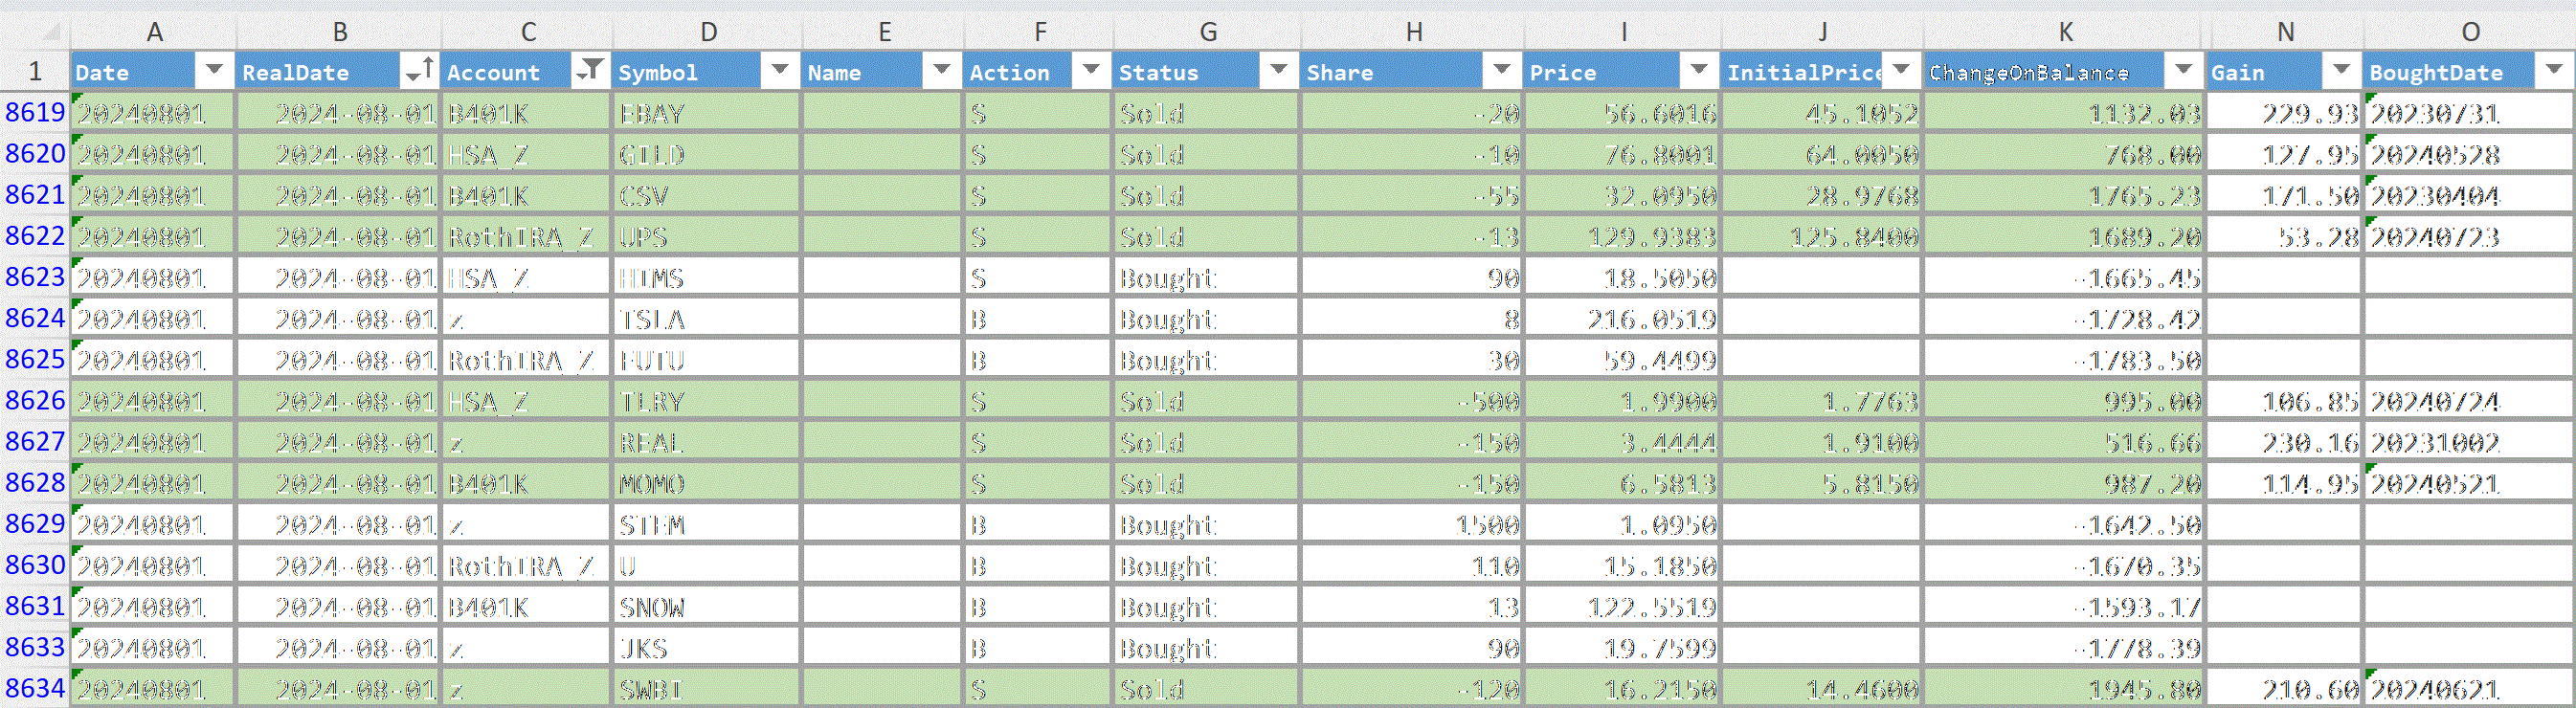 A B C D E F G H I J K N O
1 Date RealDate Account Symbol Name Action Status Share Price InitialPrice ChangeOnBalance Gain BoughtDate
8619 20240801 2024-08-01 B401K EBAY S Sold -20 56.6016 45.1052 1132.03 229.93 20230731
8620 20240801 2024-08-01 HSA_Z GILD S Sold -10 76.8001 64.0050 768.00 127.95 20240528
8621 20240801 2024-08-01 B401K CSV S Sold -55 32.0950 28.9768 1765.23 171.50 20230404
8622 20240801 2024-08-01 RothIRA_Z UPS S Sold -13 129.9383 125.8400 1689.20 53.28 20240723
8623 20240801 2024-08-01 HSA_Z HIMS S Bought 90 18.5050 -1665.45
8624 20240801 2024-08-01 z TSLA B Bought 8 216.0519 -1728.42
8625 20240801 2024-08-01 RothIRA_Z FUTU B Bought 30 59.4499 -1783.50
8626 20240801 2024-08-01 HSA_Z TLRY S Sold -500 1.9900 1.7763 995.00 106.85 20240724
8627 20240801 2024-08-01 z REAL S Sold -150 3.4444 1.9100 516.66 230.16 20231002
8628 20240801 2024-08-01 B401K MOMO S Sold -150 6.5813 5.8150 987.20 114.95 20240521
8629 20240801 2024-08-01 z STEM B Bought 1500 1.0950 -1642.50
8630 20240801 2024-08-01 RothIRA_Z U B Bought 110 15.1850 -1670.35
8631 20240801 2024-08-01 B401K SNOW B Bought 13 122.5519 -1593.17
8633 20240801 2024-08-01 z JKS B Bought 90 19.7599 -1778.39
8634 20240801 2024-08-01 z SWBI S Sold -120 16.2150 14.4600 1945.80 210.60 20240621